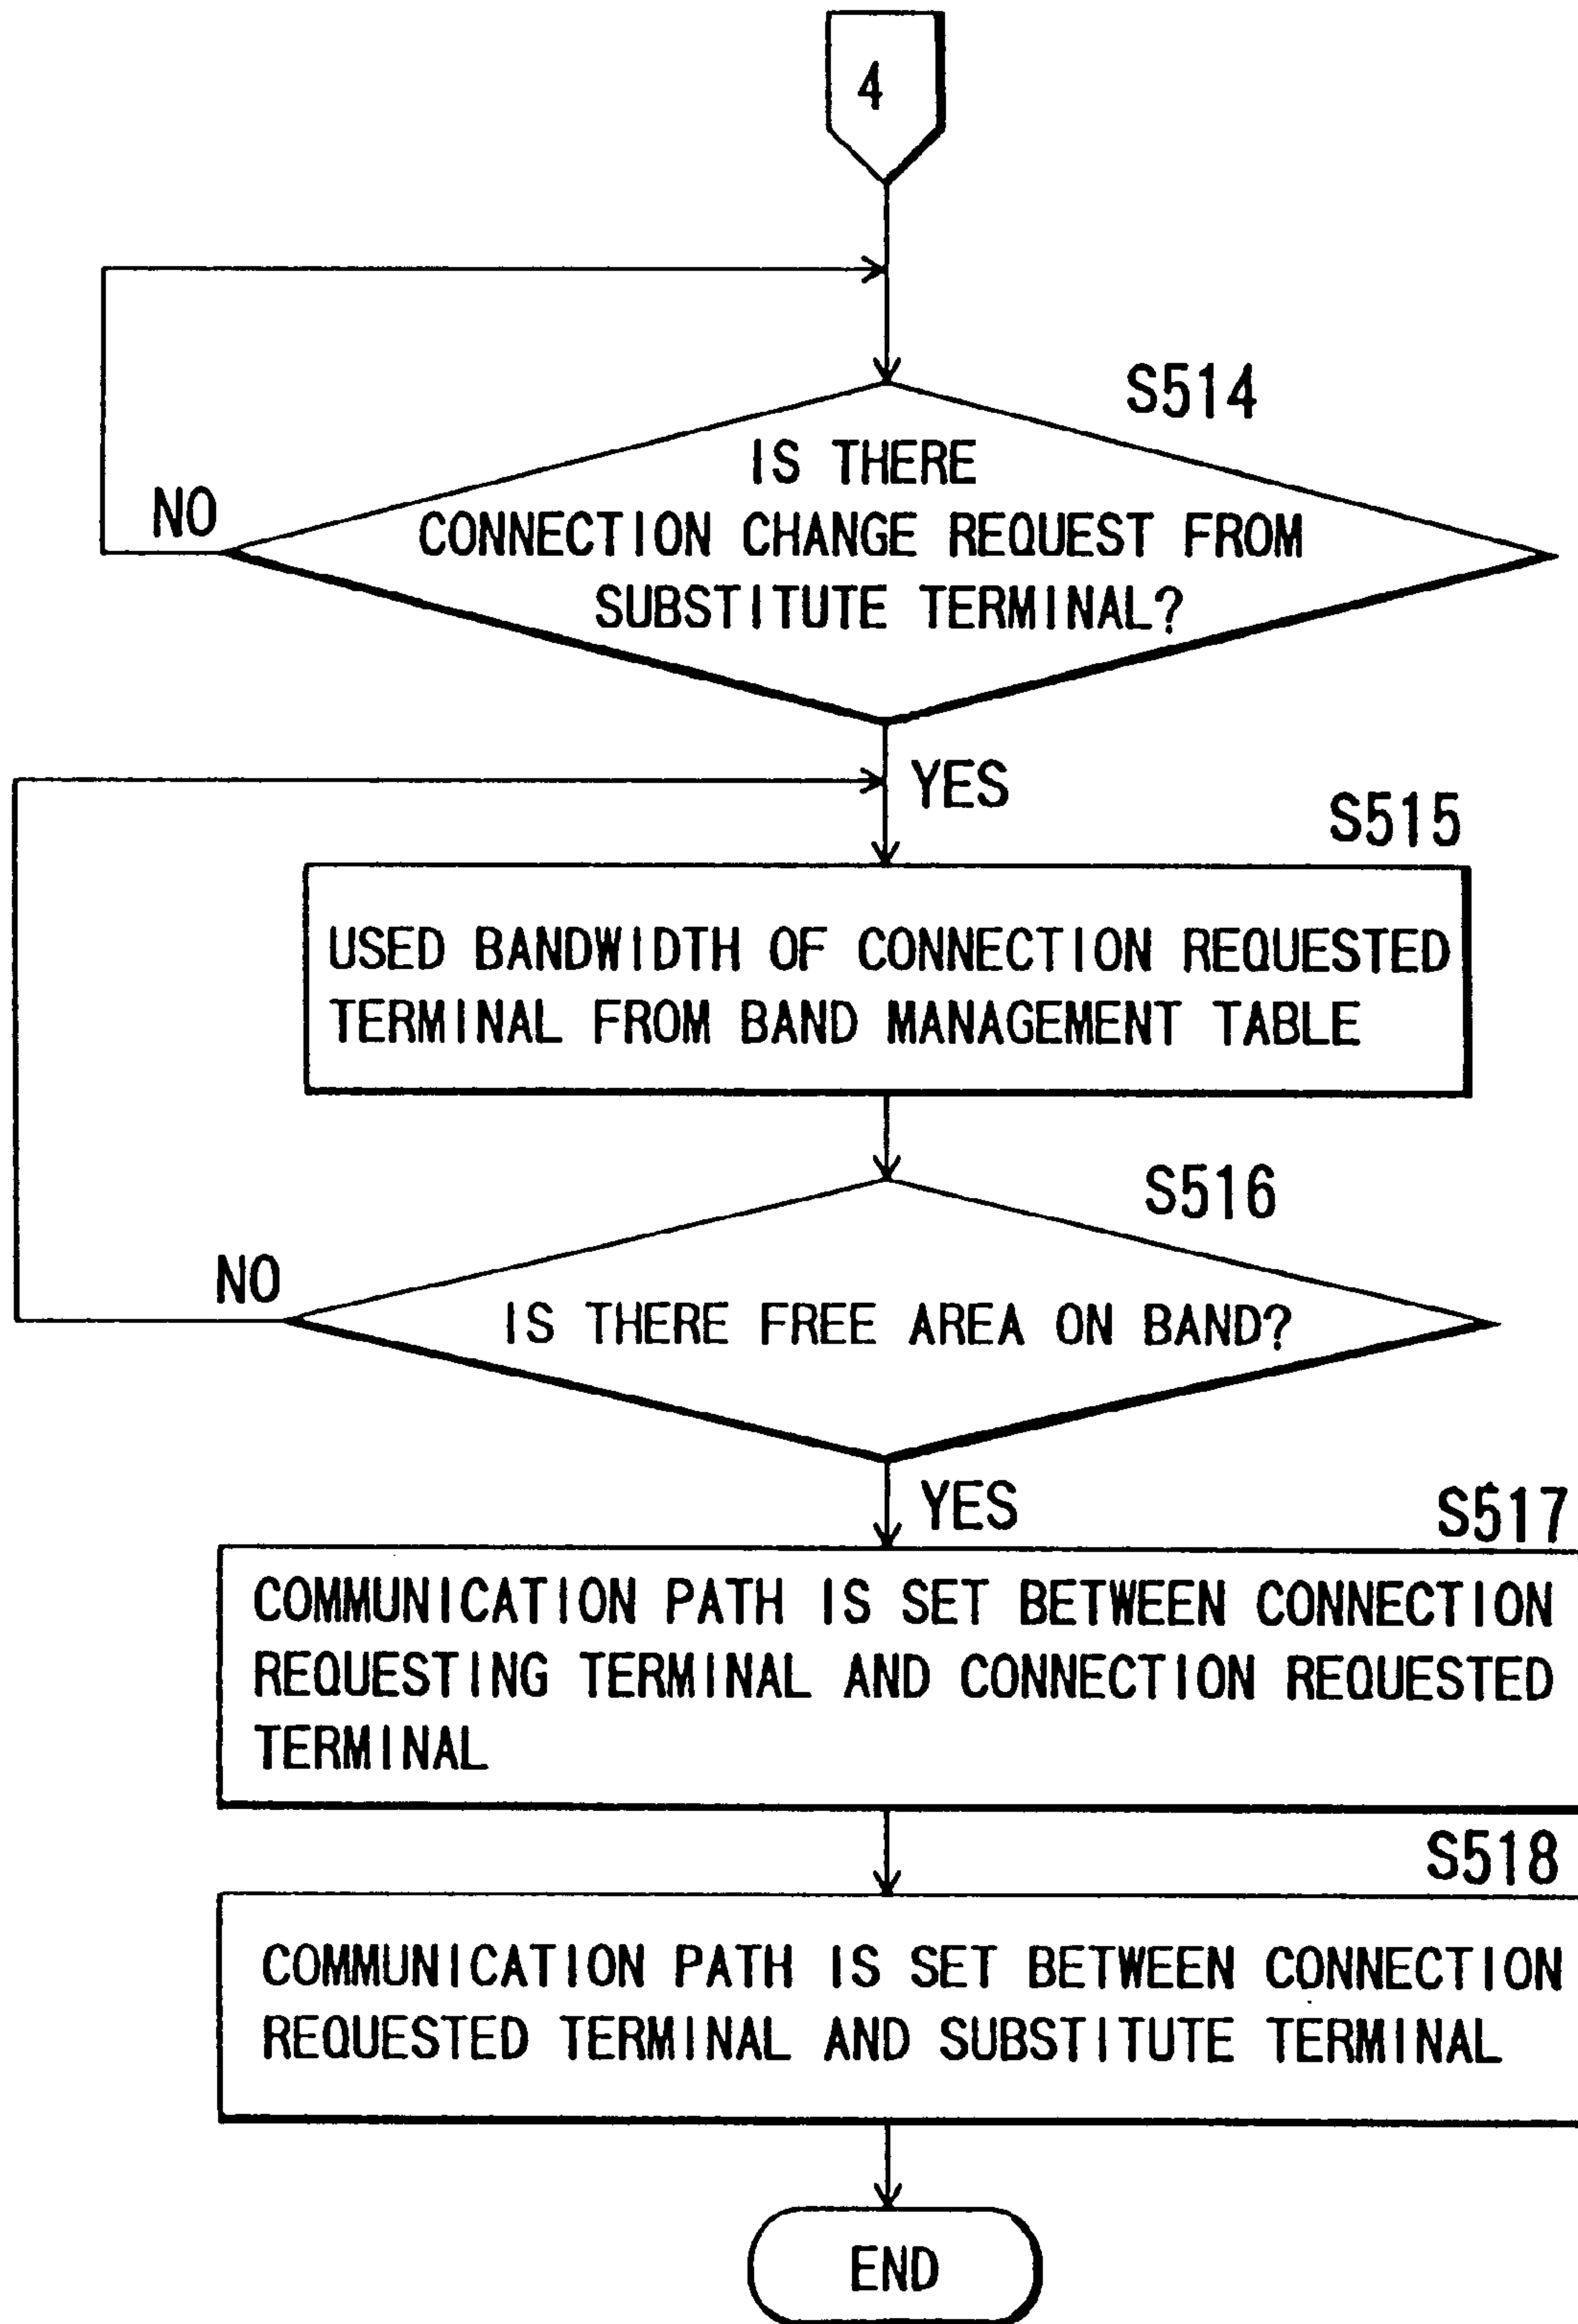 4
S514
IS THERE
CONNECTION CHANGE REQUEST FROM
SUBSTITUTE TERMINAL?
NO
YES
S515
USED BANDWIDTH OF CONNECTION REQUESTED
TERMINAL FROM BAND MANAGEMENT TABLE
S516
NO
IS THERE FREE AREA ON BAND?
YES
S517
COMMUNICATION PATH IS SET BETWEEN CONNECTION
REQUESTING TERMINAL AND CONNECTION REQUESTED
TERMINAL
S518
COMMUNICATION PATH IS SET BETWEEN CONNECTION
REQUESTED TERMINAL AND SUBSTITUTE TERMINAL
END